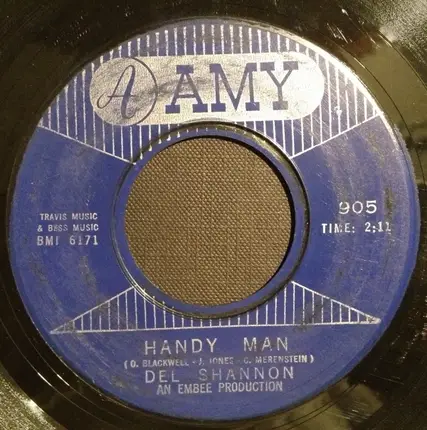 A AMY
TRAVIS MUSIC
& BESS MUSIC
BMI 6171
905
TIME: 2:11
HANDY MAN
( O. BLACKWELL - J. JONES - C. MERENSTEIN )
DEL SHANNON
AN EMBEE PRODUCTION